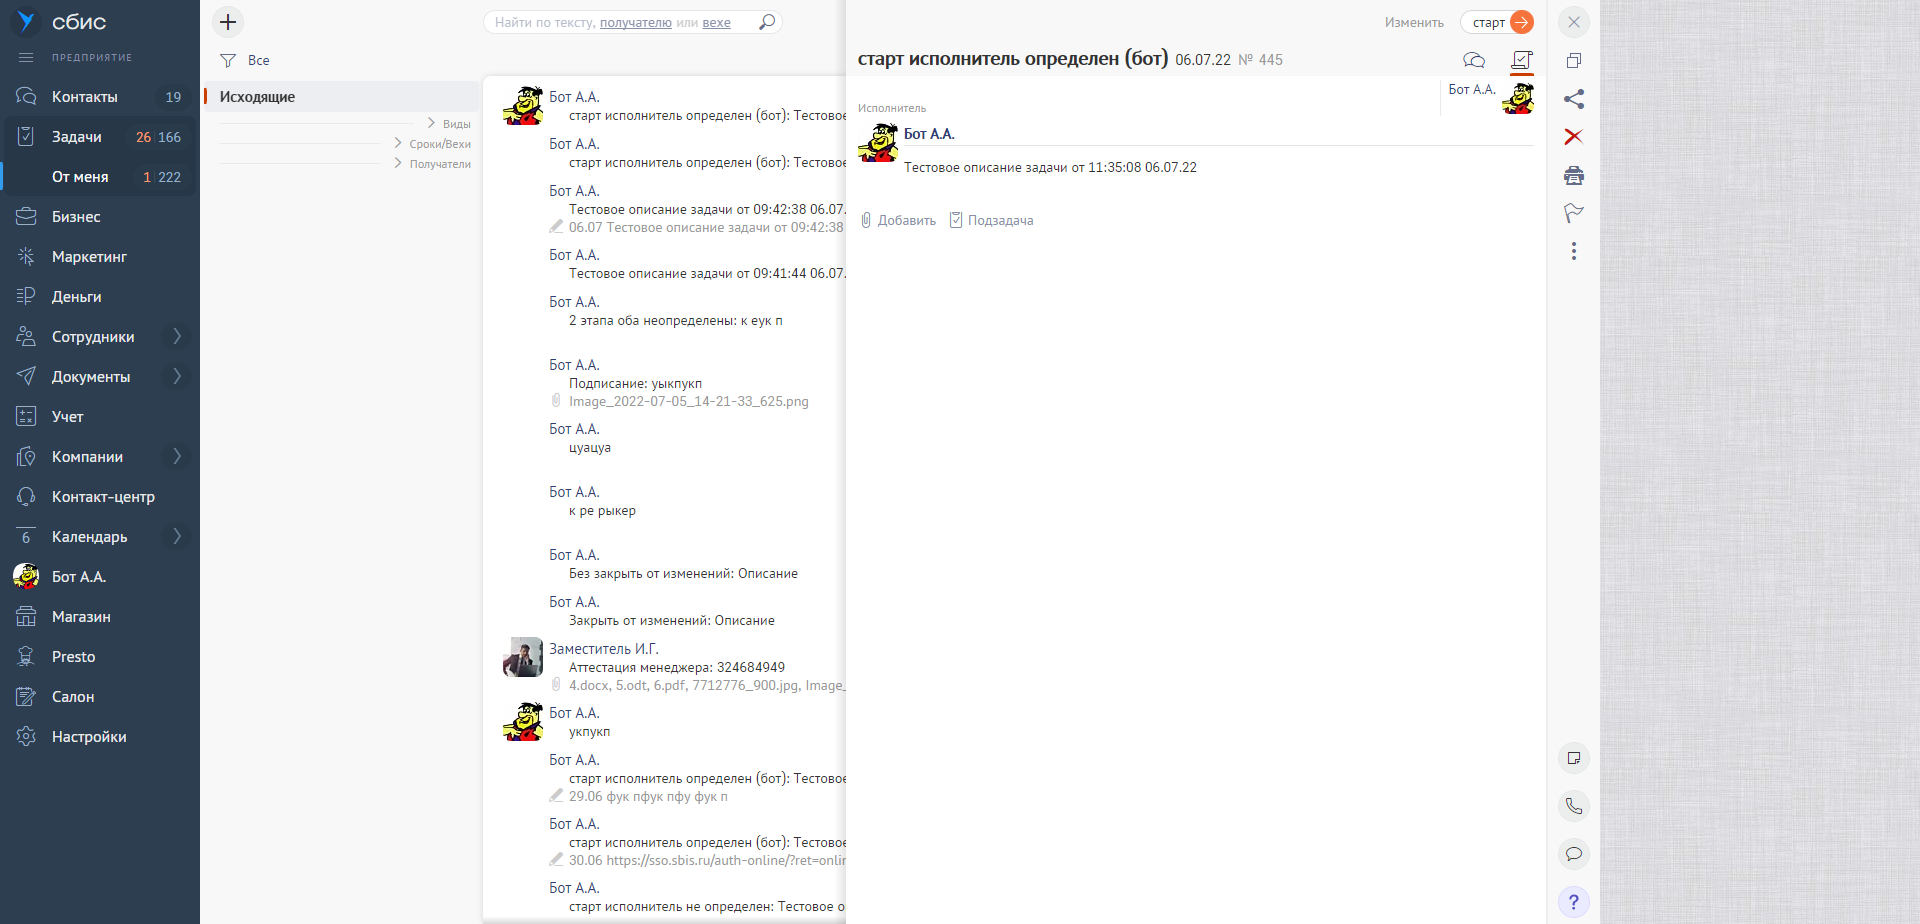 сбис
ПРЕДПРИЯТИЕ
Контакты 19
Задачи 26 166
От меня 1 222
Бизнес
Маркетинг
Деньги
Сотрудники
Документы
Учет
Компании
Контакт-центр
6 Календарь
Бот А.А.
Магазин
Presto
Салон
Настройки
Найти по тексту, получателю или вехе
Все
Исходящие
Виды
Сроки/Вехи
Получатели
Бот А.А.
старт исполнитель определен (бот): Тестовое
Бот А.А.
старт исполнитель определен (бот): Тестовое
Бот А.А.
Тестовое описание задачи от 09:42:38 06.07.
06.07 Тестовое описание задачи от 09:42:38
Бот А.А.
Тестовое описание задачи от 09:41:44 06.07.
Бот А.А.
2 этапа оба неопределены: к еук п
Бот А.А.
Подписание: уыкпукп
Image_2022-07-05_14-21-33_625.png
Бот А.А.
цуацуа
Бот А.А.
к ре рыкер
Бот А.А.
Без закрыть от изменений: Описание
Бот А.А.
Закрыть от изменений: Описание
Заместитель И.Г.
Аттестация менеджера: 324684949
4.docx, 5.odt, 6.pdf, 7712776_900.jpg, Image_
Бот А.А.
укпукп
Бот А.А.
старт исполнитель определен (бот): Тестовое
29.06 фук пфук пфу фук п
Бот А.А.
старт исполнитель определен (бот): Тестовое
30.06 https://sso.sbis.ru/auth-online/?ret=onlin
Бот А.А.
старт исполнитель не определен: Тестовое о
Изменить старт
старт исполнитель определен (бот) 06.07.22 № 445
Бот А.А.
Исполнитель
Бот А.А.
Тестовое описание задачи от 11:35:08 06.07.22
Добавить Подзадача
?